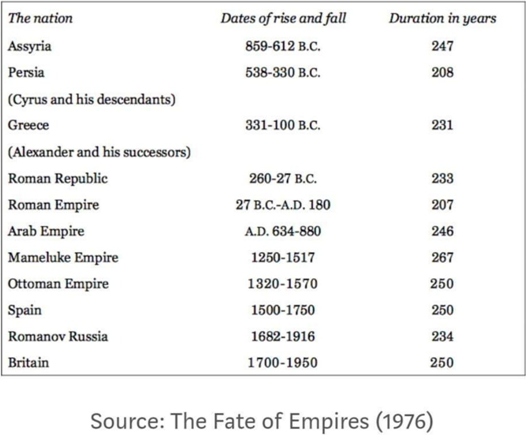 The nation Dates of rise and fall Duration in years
Assyria 859-612 B.C. 247
Persia 538-330 B.C. 208
(Cyrus and his descendants)
Greece 331-100 B.C. 231
(Alexander and his successors)
Roman Republic 260-27 B.C. 233
Roman Empire 27 B.C.-A.D. 180 207
Arab Empire A.D. 634-880 246
Mameluke Empire 1250-1517 267
Ottoman Empire 1320-1570 250
Spain 1500-1750 250
Romanov Russia 1682-1916 234
Britain 1700-1950 250
Source: The Fate of Empires (1976)